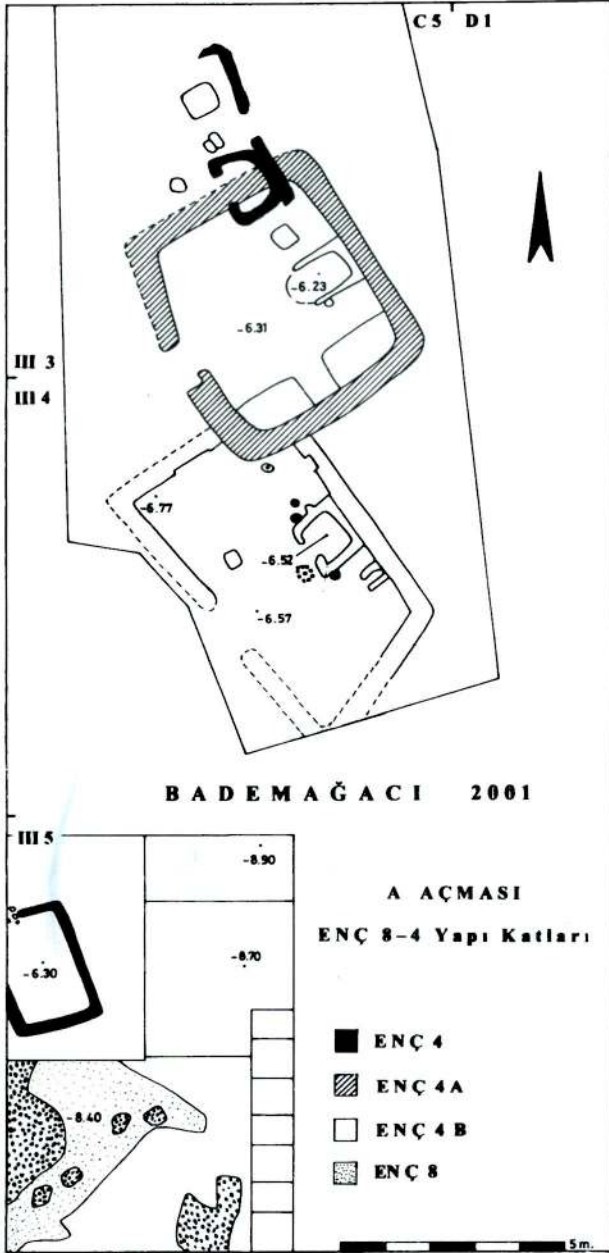 C5 D1
-6.23
-6.31
III 3
III 4
-6.77
-6.52
-6.57
BADEMAĞACI 2001
III 5
-8.90
A AÇMASI
ENÇ 8-4 Yapı Katları
-8.70
-6.30
ENÇ 4
ENÇ 4A
-8.40
ENÇ 4B
ENÇ 8
5 m.